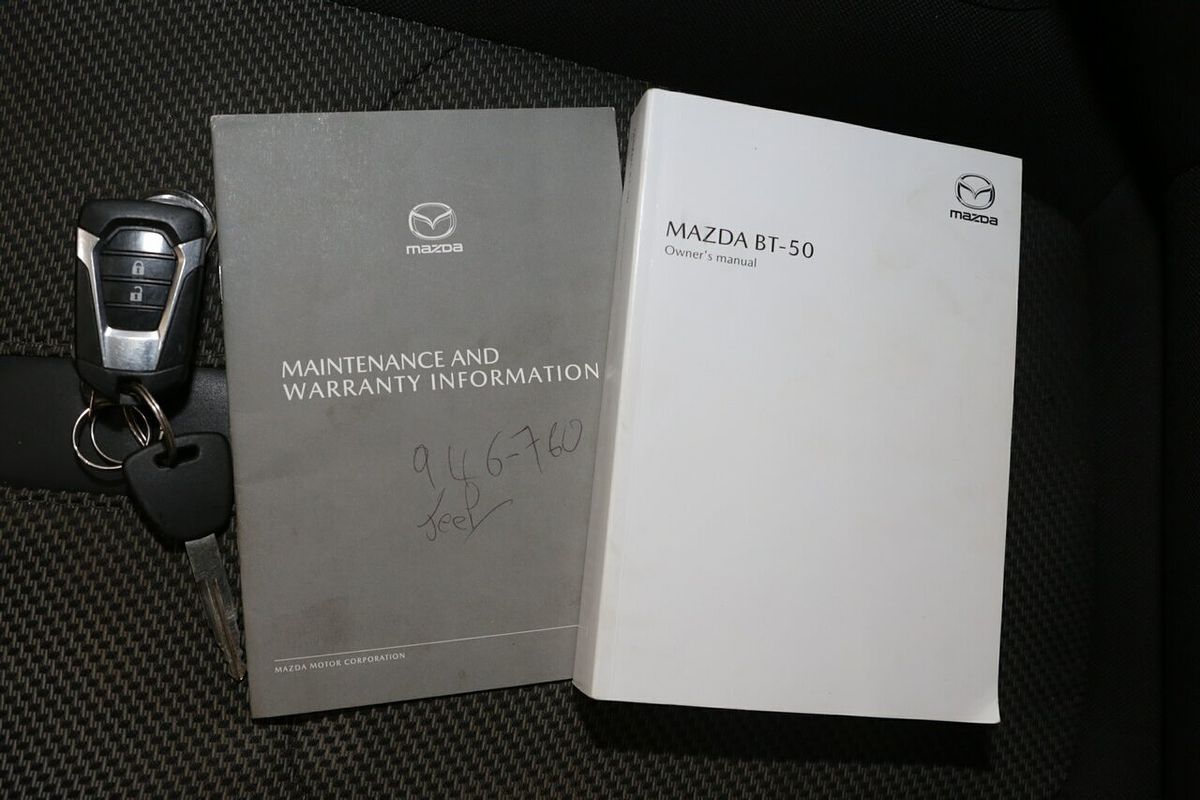 mazda
MAINTENANCE AND
WARRANTY INFORMATION
946-760
MAZDA MOTOR CORPORATION
mazda
MAZDA BT-50
Owner's manual